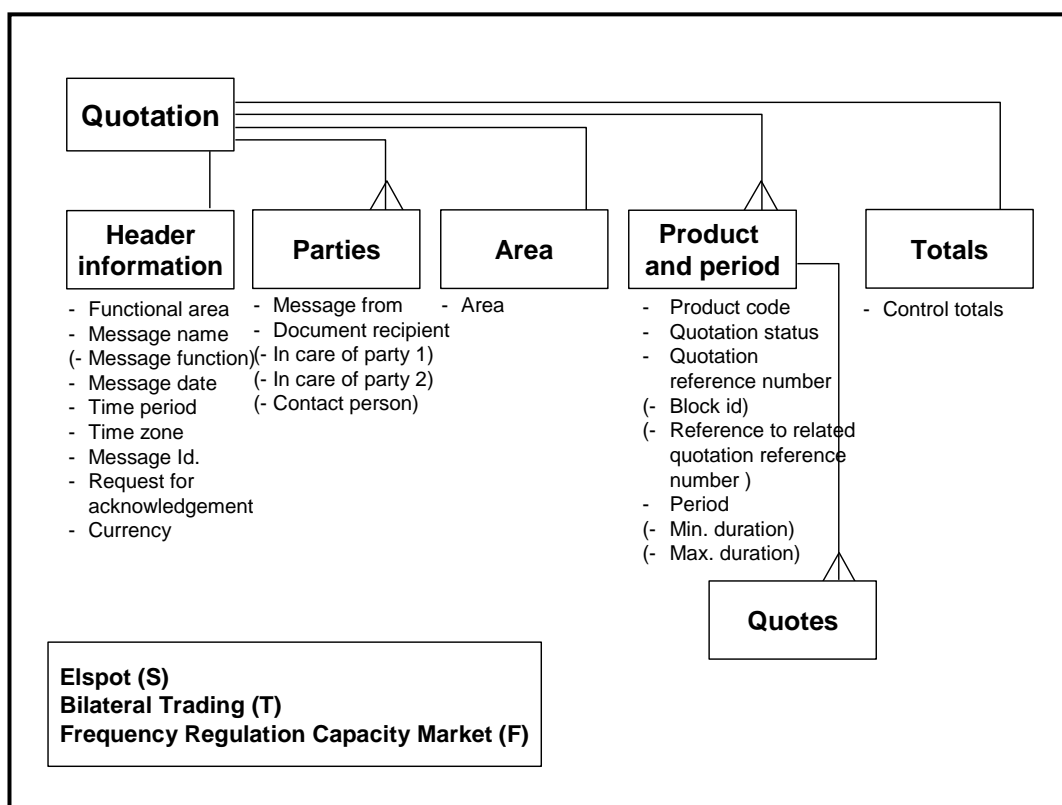 Quotation
Header
information
- Functional area
- Message name
(- Message function)
- Message date
- Time period
- Time zone
- Message Id.
- Request for
acknowledgement
- Currency
Parties
- Message from
- Document recipient
(- In care of party 1)
(- In care of party 2)
(- Contact person)
Area
- Area
Product
and period
- Product code
- Quotation status
- Quotation
reference number
(- Block id)
(- Reference to related
quotation reference
number )
- Period
(- Min. duration)
(- Max. duration)
Totals
- Control totals
Quotes
Elspot (S)
Bilateral Trading (T)
Frequency Regulation Capacity Market (F)